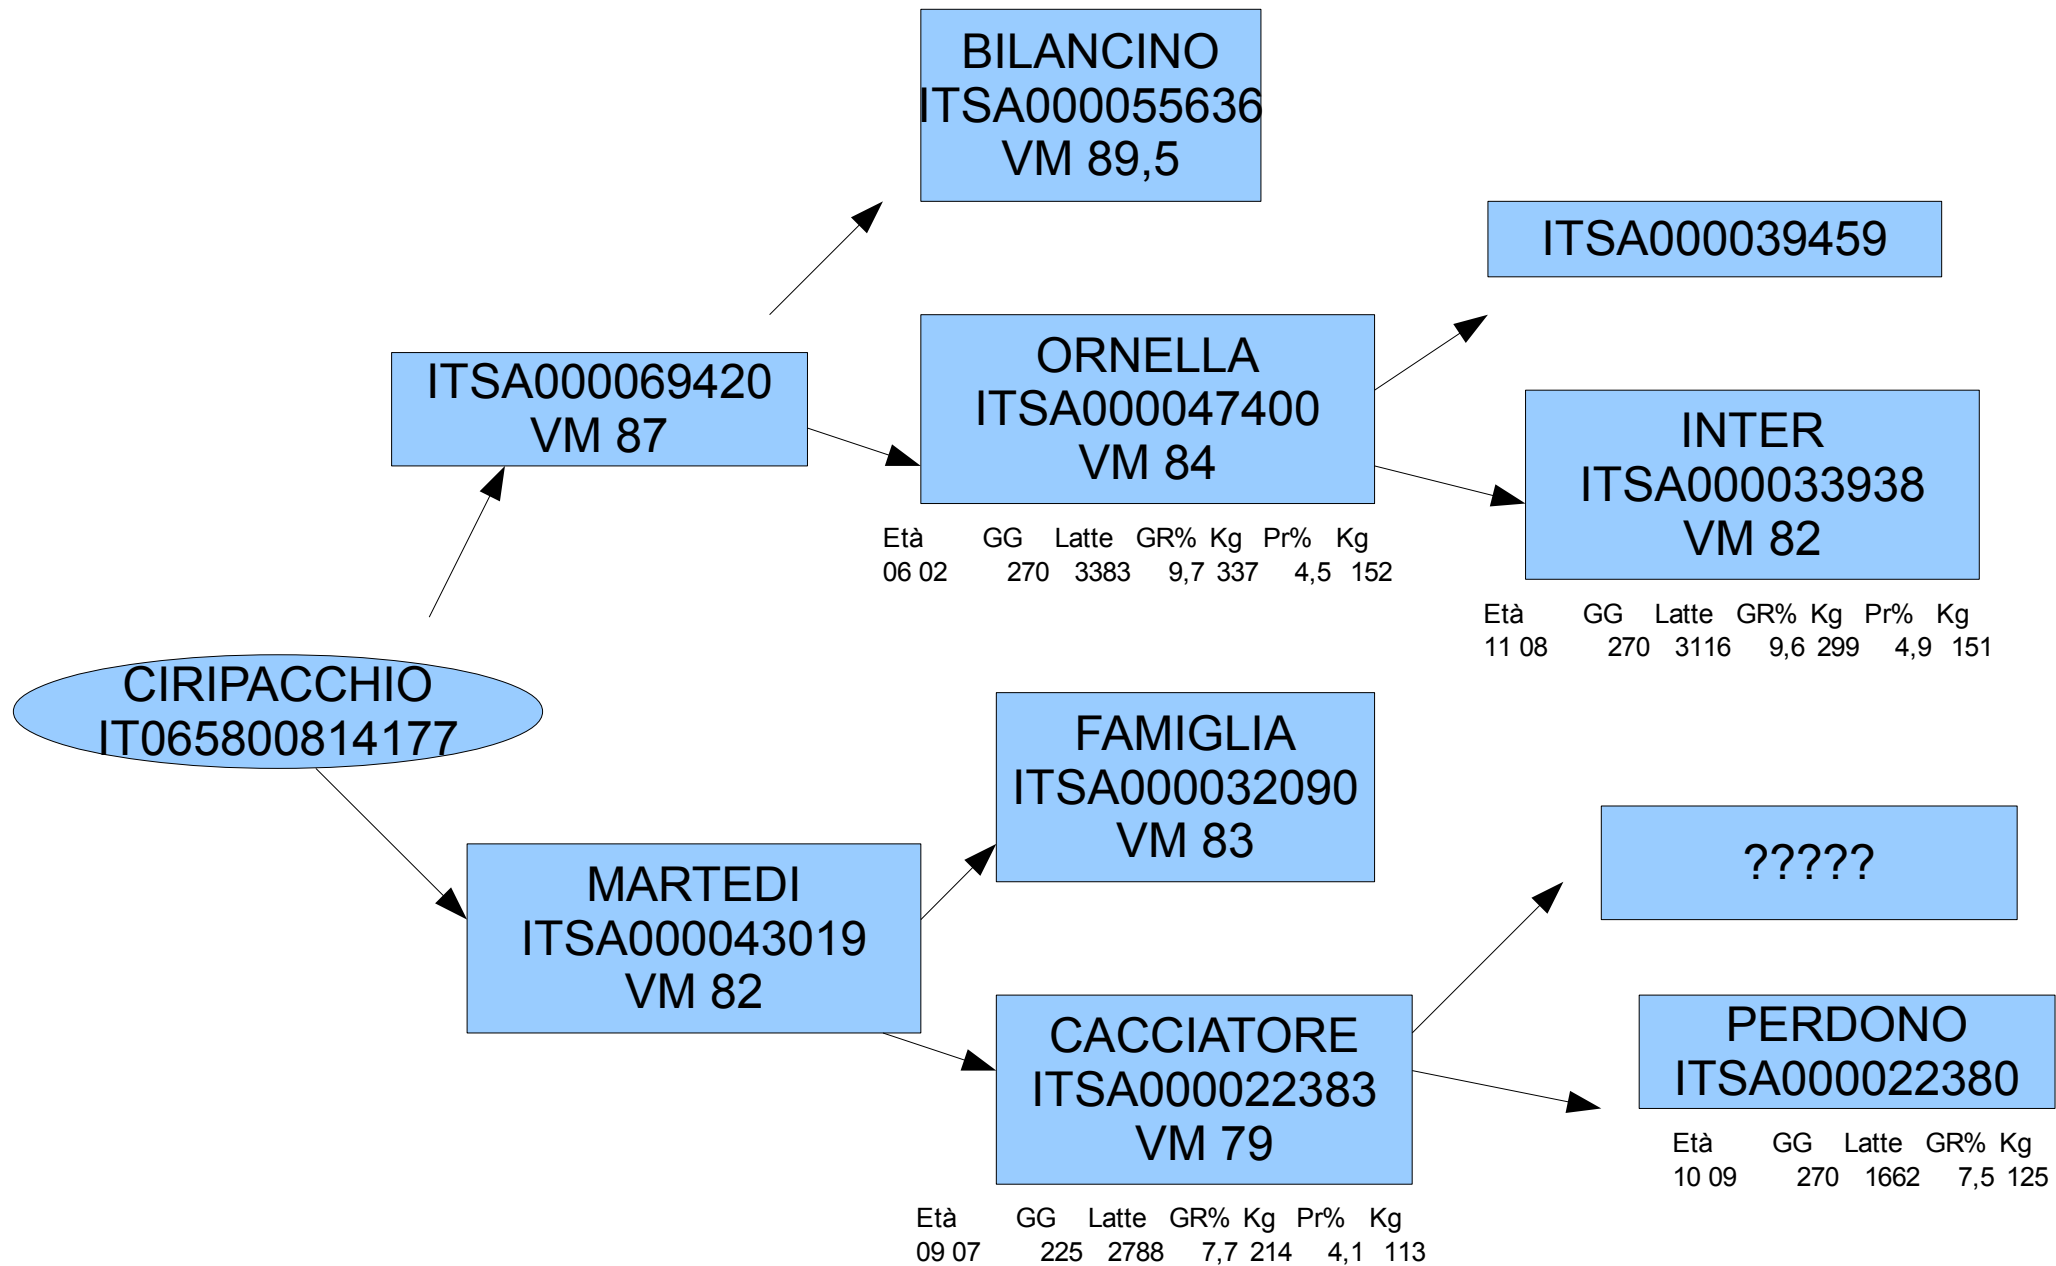 BILANCINO
ITSA000055636
VM 89,5
ITSA000039459
ITSA000069420
VM 87
ORNELLA
ITSA000047400
VM 84
Età GG Latte GR% Kg Pr% Kg
06 02 270 3383 9,7 337 4,5 152
INTER
ITSA000033938
VM 82
Età GG Latte GR% Kg Pr% Kg
11 08 270 3116 9,6 299 4,9 151
CIRIPACCHIO
IT065800814177
FAMIGLIA
ITSA000032090
VM 83
MARTEDI
ITSA000043019
VM 82
?????
CACCIATORE
ITSA000022383
VM 79
Età GG Latte GR% Kg Pr% Kg
09 07 225 2788 7,7 214 4,1 113
PERDONO
ITSA000022380
Età GG Latte GR% Kg
10 09 270 1662 7,5 125